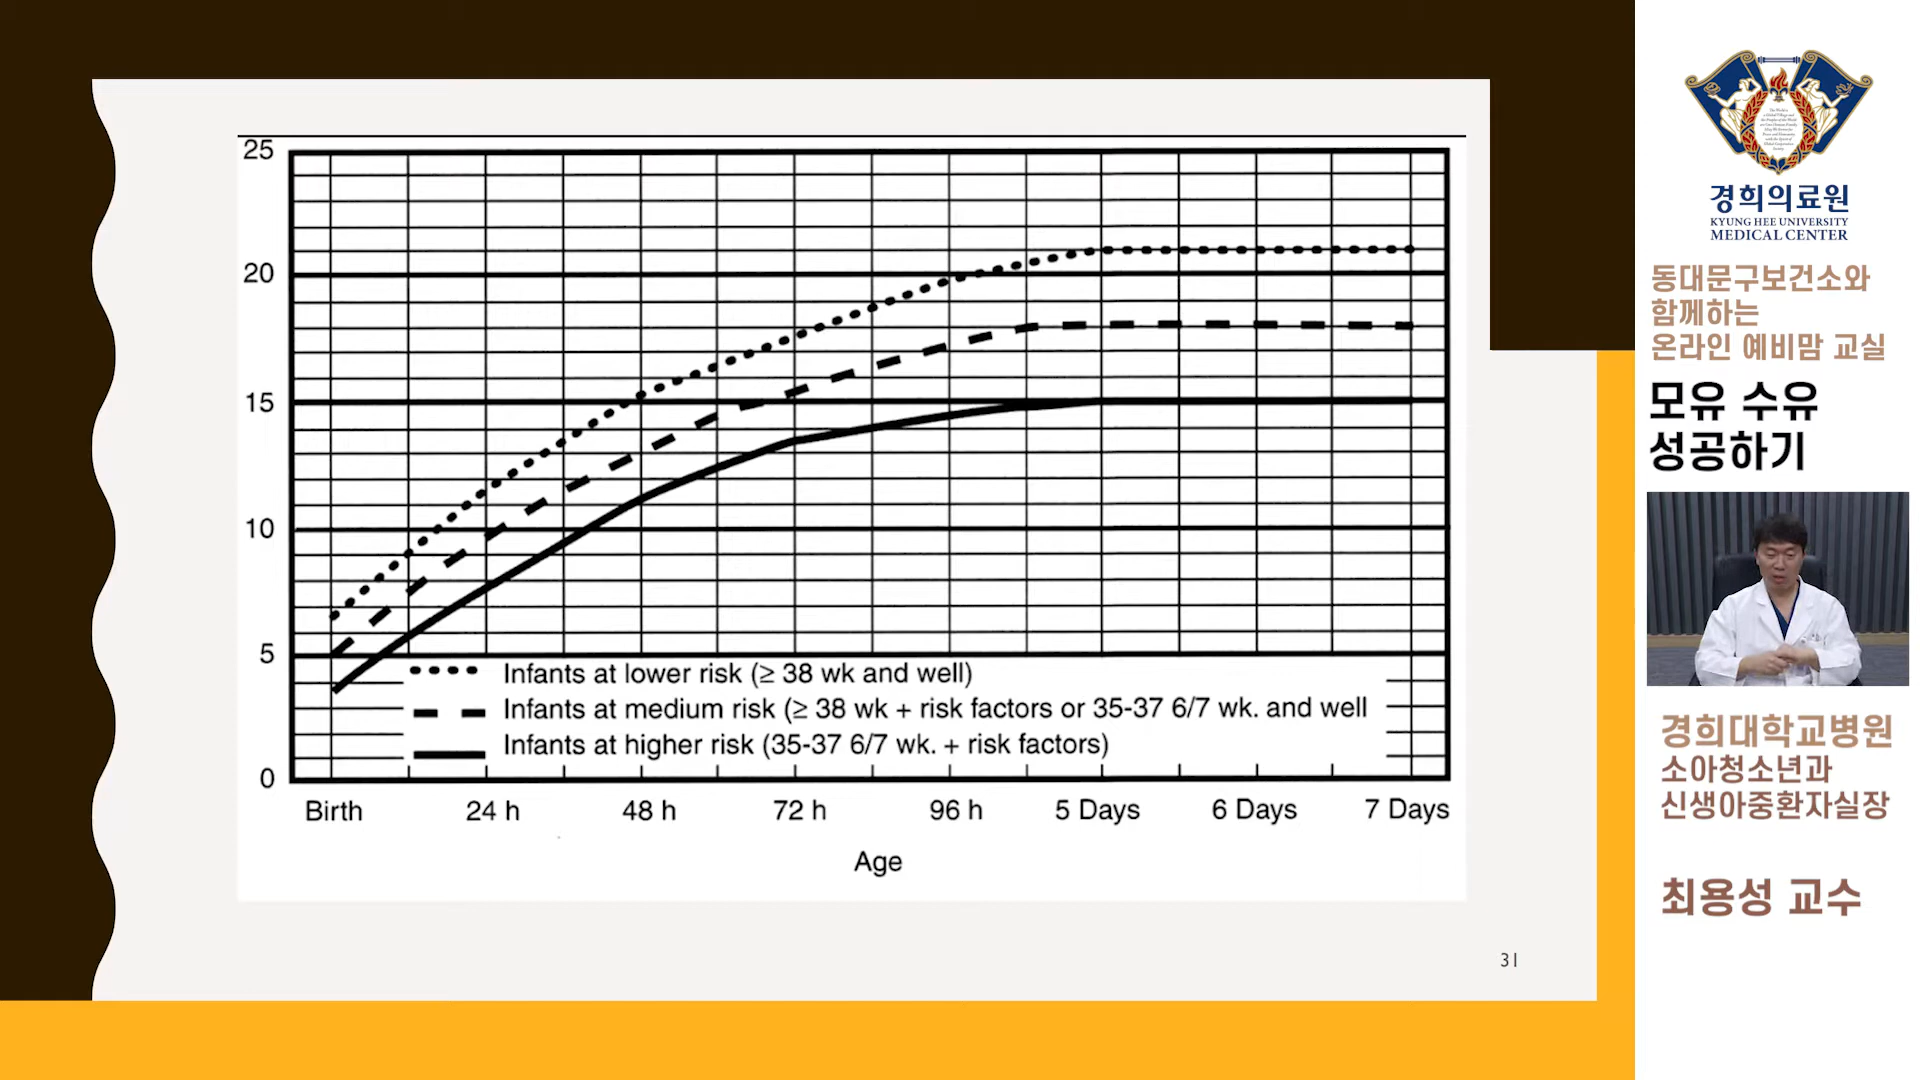 25
20
15
10
5
0
Infants at lower risk (≥ 38 wk and well)
Infants at medium risk (≥ 38 wk + risk factors or 35-37 6/7 wk. and well
Infants at higher risk (35-37 6/7 wk. + risk factors)
Birth 24 h 48 h 72 h 96 h 5 Days 6 Days 7 Days
Age
31
경희의료원
KYUNG HEE UNIVERSITY
MEDICAL CENTER
동대문구보건소와
함께하는
온라인 예비맘 교실
모유 수유
성공하기
경희대학교병원
소아청소년과
신생아중환자실장
최용성 교수